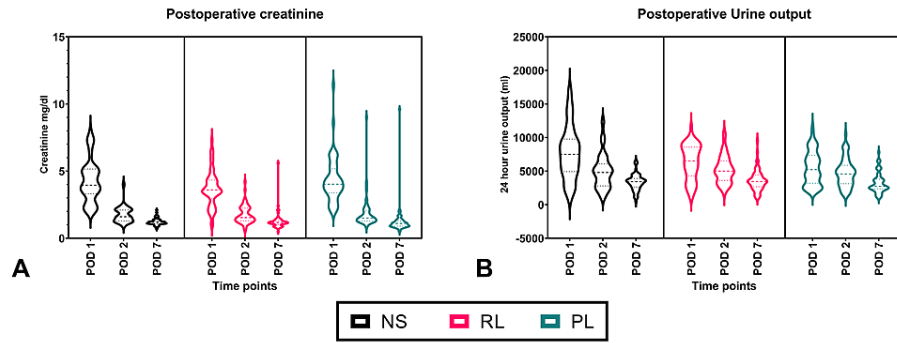 Postoperative creatinine
Creatinine mg/dl
15
10
5
0
POD 1
POD 2
POD 7
POD 1
POD 2
POD 7
POD 1
POD 2
POD 7
Time points
A
Postoperative Urine output
24 hour urine output (ml)
25000
20000
15000
10000
5000
0
-5000
POD 1
POD 2
POD 7
POD 1
POD 2
POD 7
POD 1
POD 2
POD 7
Time points
B
NS RL PL